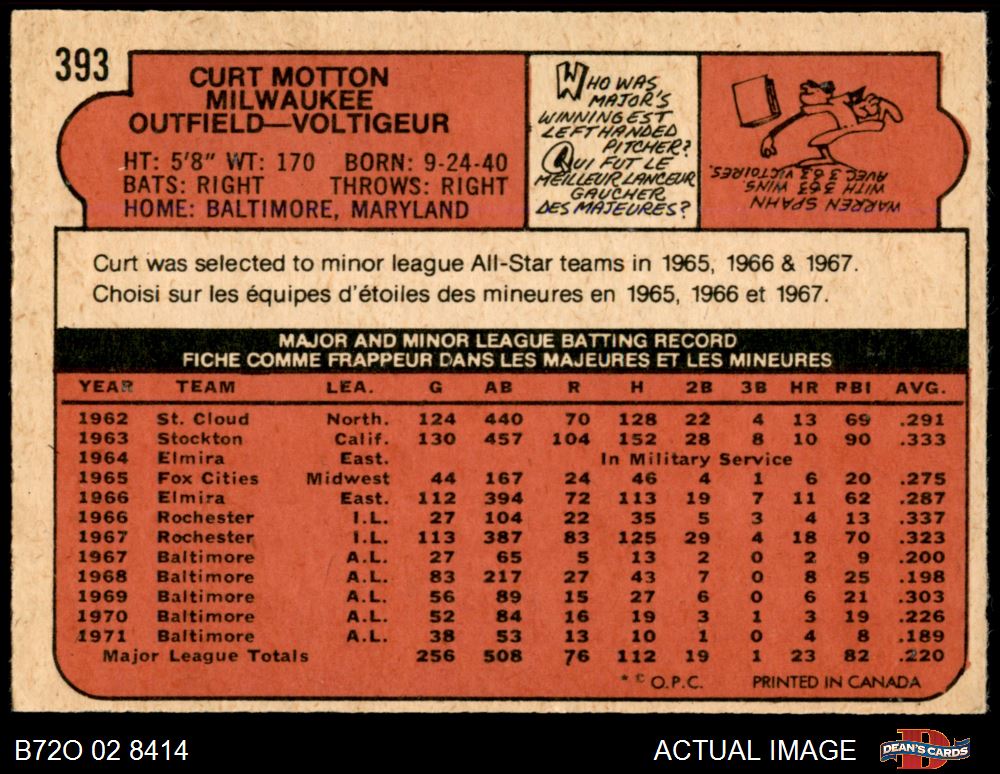 393
CURT MOTTON
MILWAUKEE
OUTFIELD—VOLTIGEUR
HT: 5'8" WT: 170 BORN: 9-24-40
BATS: RIGHT THROWS: RIGHT
HOME: BALTIMORE, MARYLAND
WHO WAS
MAJOR'S
WINNINGEST
LEFT HANDED
PITCHER?
QUI FUT LE
MEILLEUR LANCEUR
GAUCHER
DES MAJEURES?
WARREN SPAHN
WITH 363 WINS.
AVEC 363 VICTOIRES.
Curt was selected to minor league All-Star teams in 1965, 1966 & 1967.
Choisi sur les équipes d'étoiles des mineures en 1965, 1966 et 1967.
MAJOR AND MINOR LEAGUE BATTING RECORD
FICHE COMME FRAPPEUR DANS LES MAJEURES ET LES MINEURES
YEAR TEAM LEA. G AB R H 2B 3B HR RBI AVG.
1962 St. Cloud North. 124 440 70 128 22 4 13 69 .291
1963 Stockton Calif. 130 457 104 152 28 8 10 90 .333
1964 Elmira East. In Military Service
1965 Fox Cities Midwest 44 167 24 46 4 1 6 20 .275
1966 Elmira East. 112 394 72 113 19 7 11 62 .287
1966 Rochester I.L. 27 104 22 35 5 3 4 13 .337
1967 Rochester I.L. 113 387 83 125 29 4 18 70 .323
1967 Baltimore A.L. 27 65 5 13 2 0 2 9 .200
1968 Baltimore A.L. 83 217 27 43 7 0 8 25 .198
1969 Baltimore A.L. 56 89 15 27 6 0 6 21 .303
1970 Baltimore A.L. 52 84 16 19 3 1 3 19 .226
1971 Baltimore A.L. 38 53 13 10 1 0 4 8 .189
Major League Totals 256 508 76 112 19 1 23 82 .220
* © O.P.C. PRINTED IN CANADA
B72O 02 8414 ACTUAL IMAGE DEAN'S CARDS